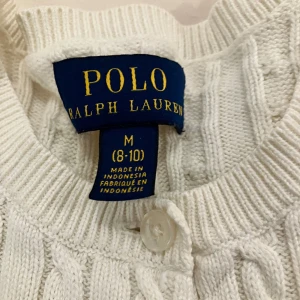 POLO
RALPH LAUREN
M
(8-10)
MADE IN
INDONESIA
FABRIQUÉ EN
INDONÉSIE